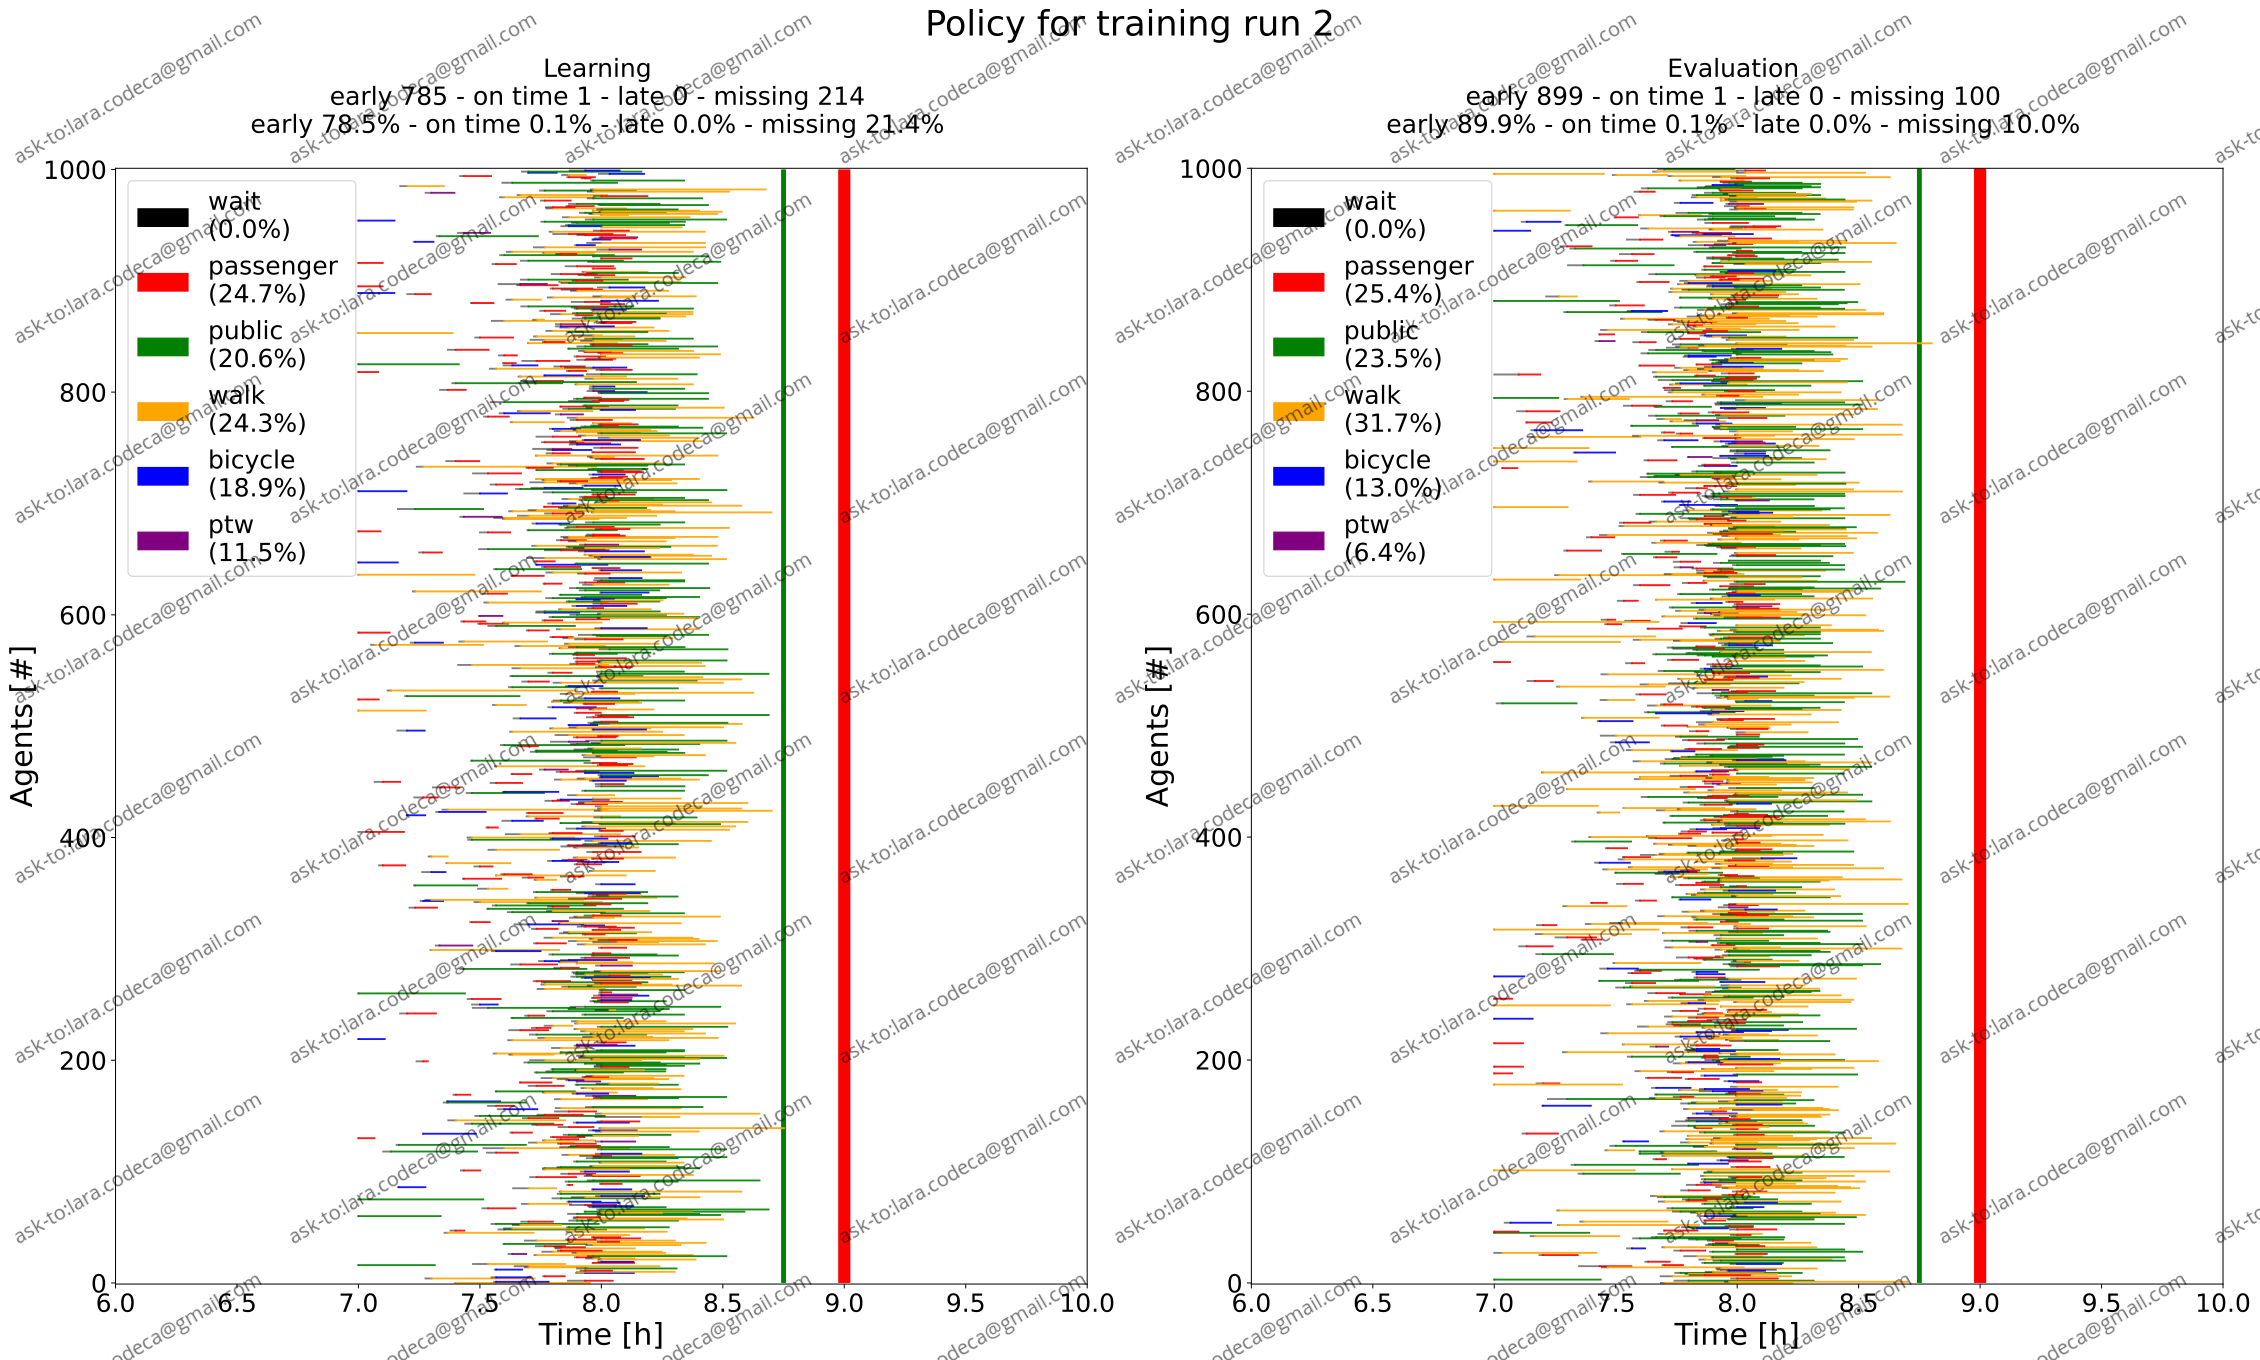 Policy for training run 2
Learning
early 785 - on time 1 - late 0 - missing 214
early 78.5% - on time 0.1% - late 0.0% - missing 21.4%
1000
800
600
400
200
0
wait
(0.0%)
passenger
(24.7%)
public
(20.6%)
walk
(24.3%)
bicycle
(18.9%)
ptw
(11.5%)
Agents [#]
6.0 6.5 7.0 7.5 8.0 8.5 9.0 9.5 10.0
Time [h]
Evaluation
early 899 - on time 1 - late 0 - missing 100
early 89.9% - on time 0.1% - late 0.0% - missing 10.0%
1000
800
600
400
200
0
wait
(0.0%)
passenger
(25.4%)
public
(23.5%)
walk
(31.7%)
bicycle
(13.0%)
ptw
(6.4%)
Agents [#]
6.0 6.5 7.0 7.5 8.0 8.5 9.0 9.5 10.0
Time [h]
ask-to:lara.codeca@gmail.com